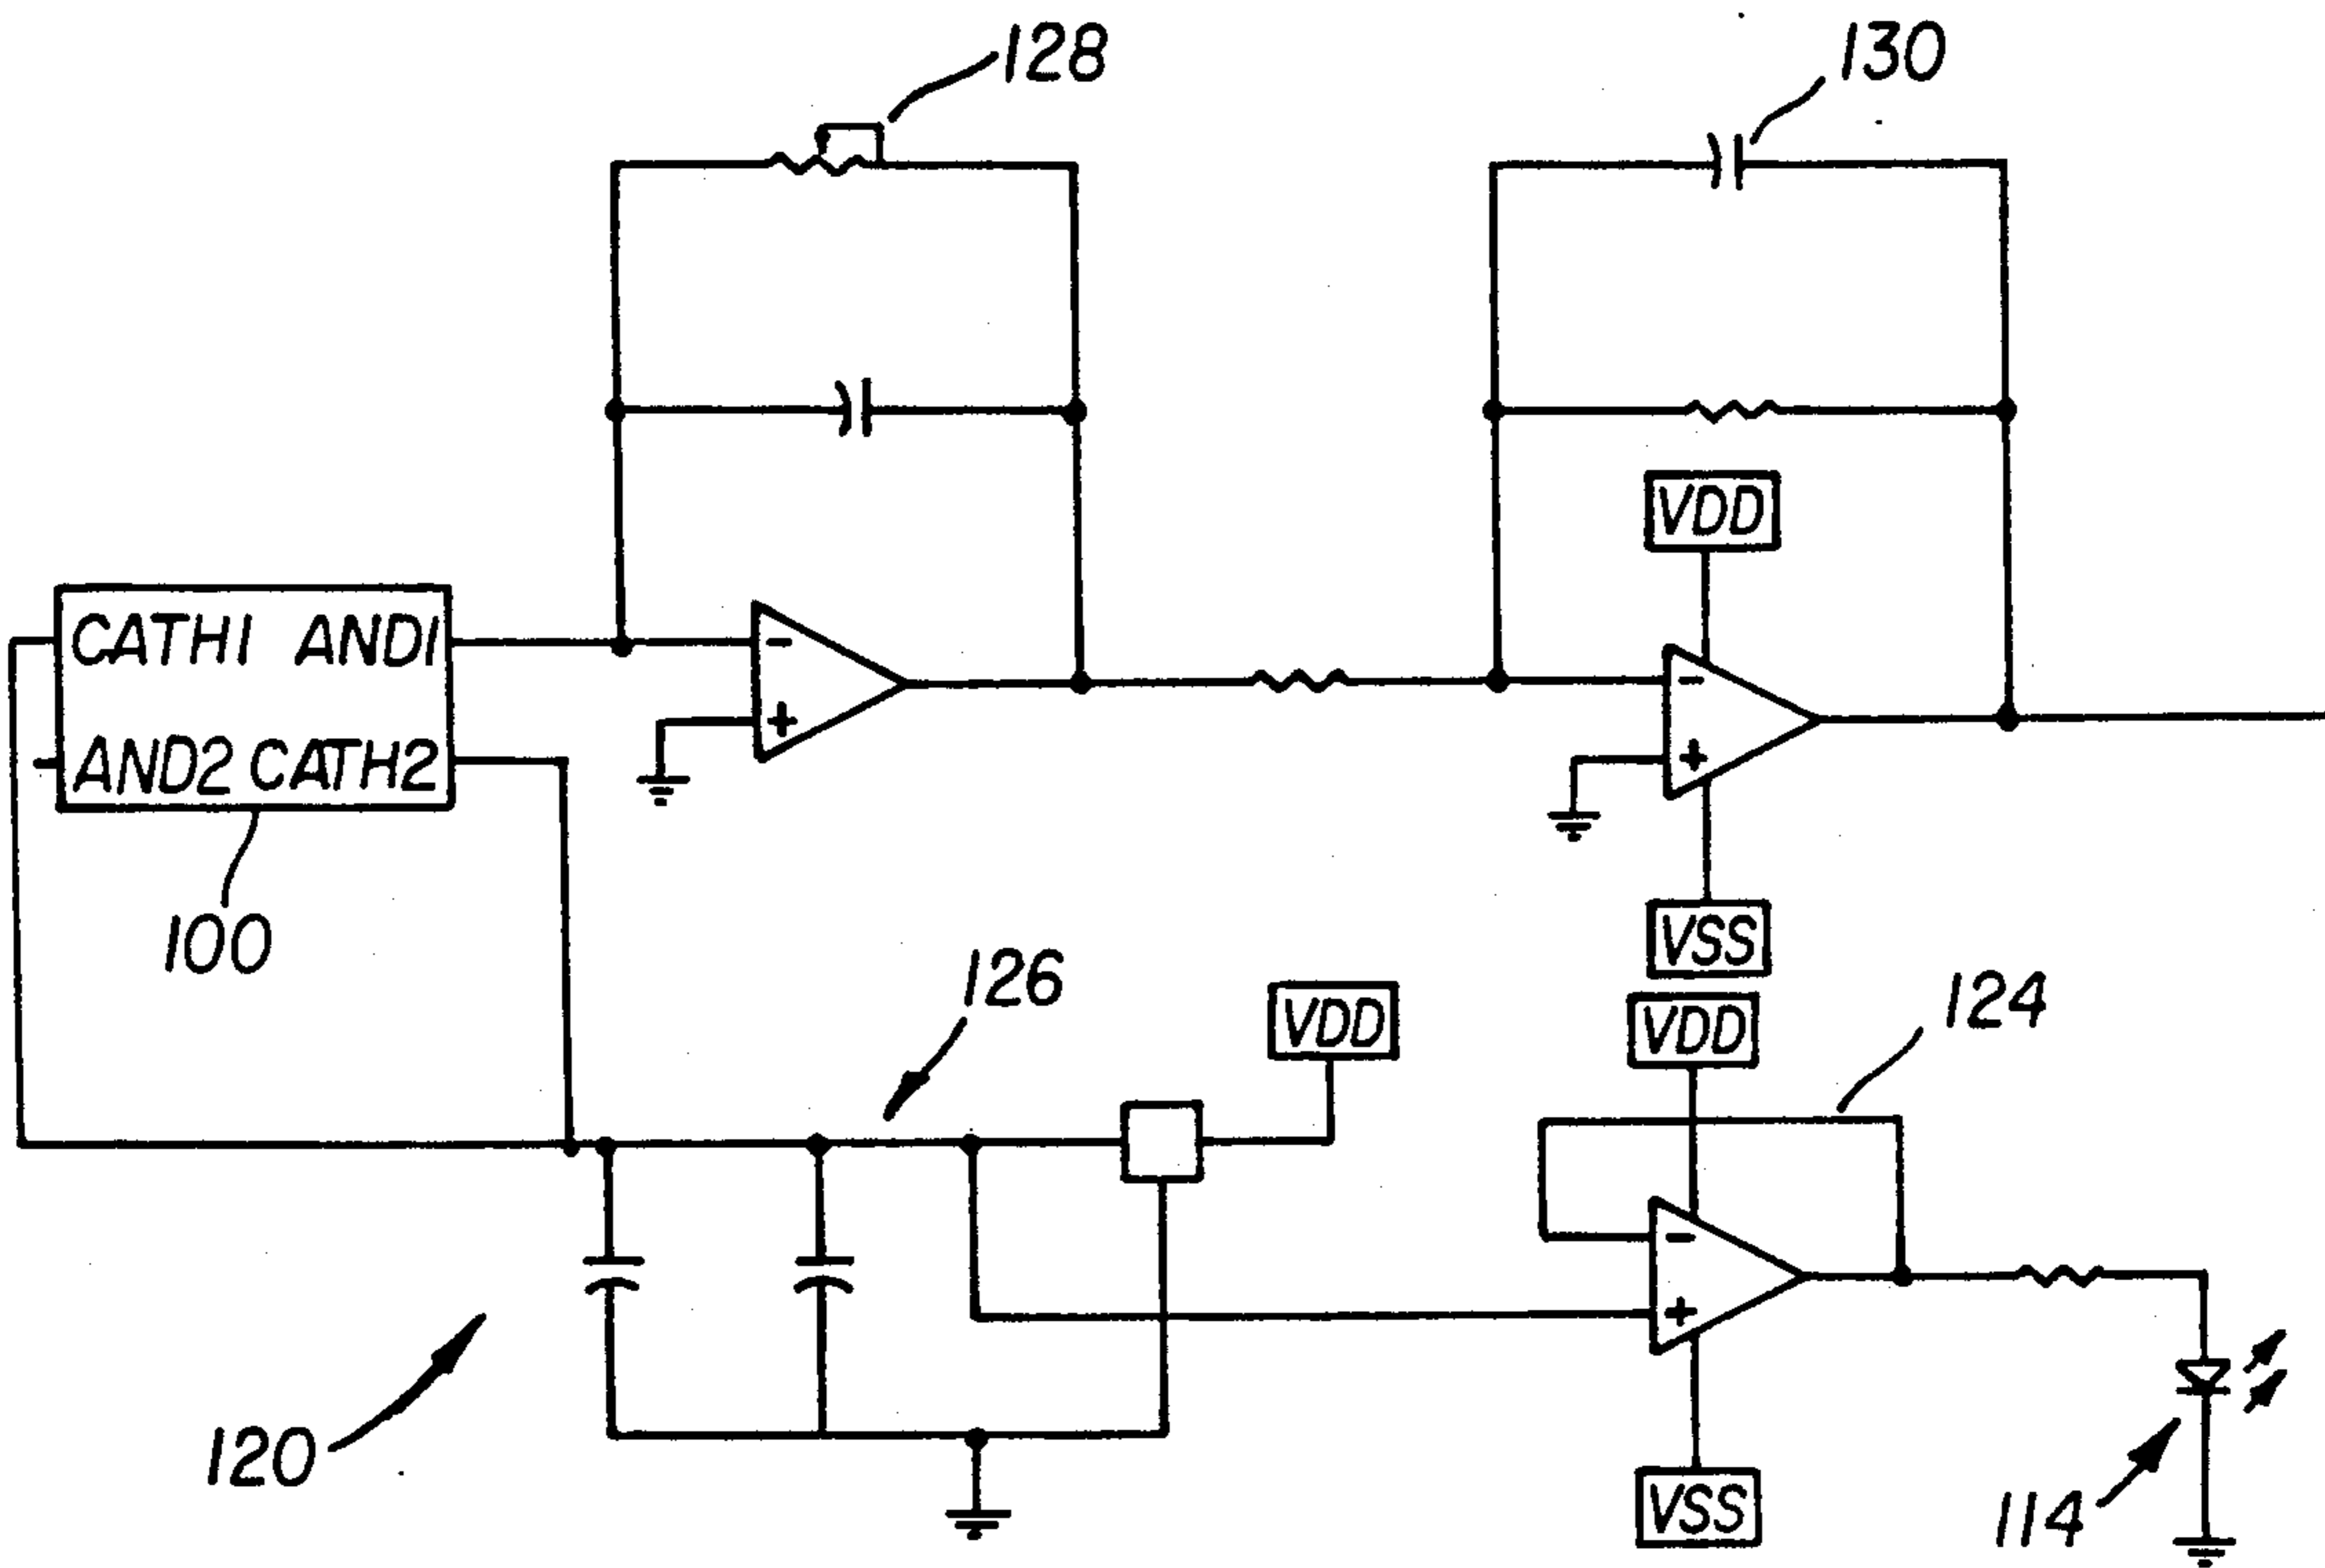 128
130
VDD
CATH1 AND1
-
-
+
AND2 CATH2
+
100
VSS
126
VDD
VDD
124
-
+
120
VSS
114